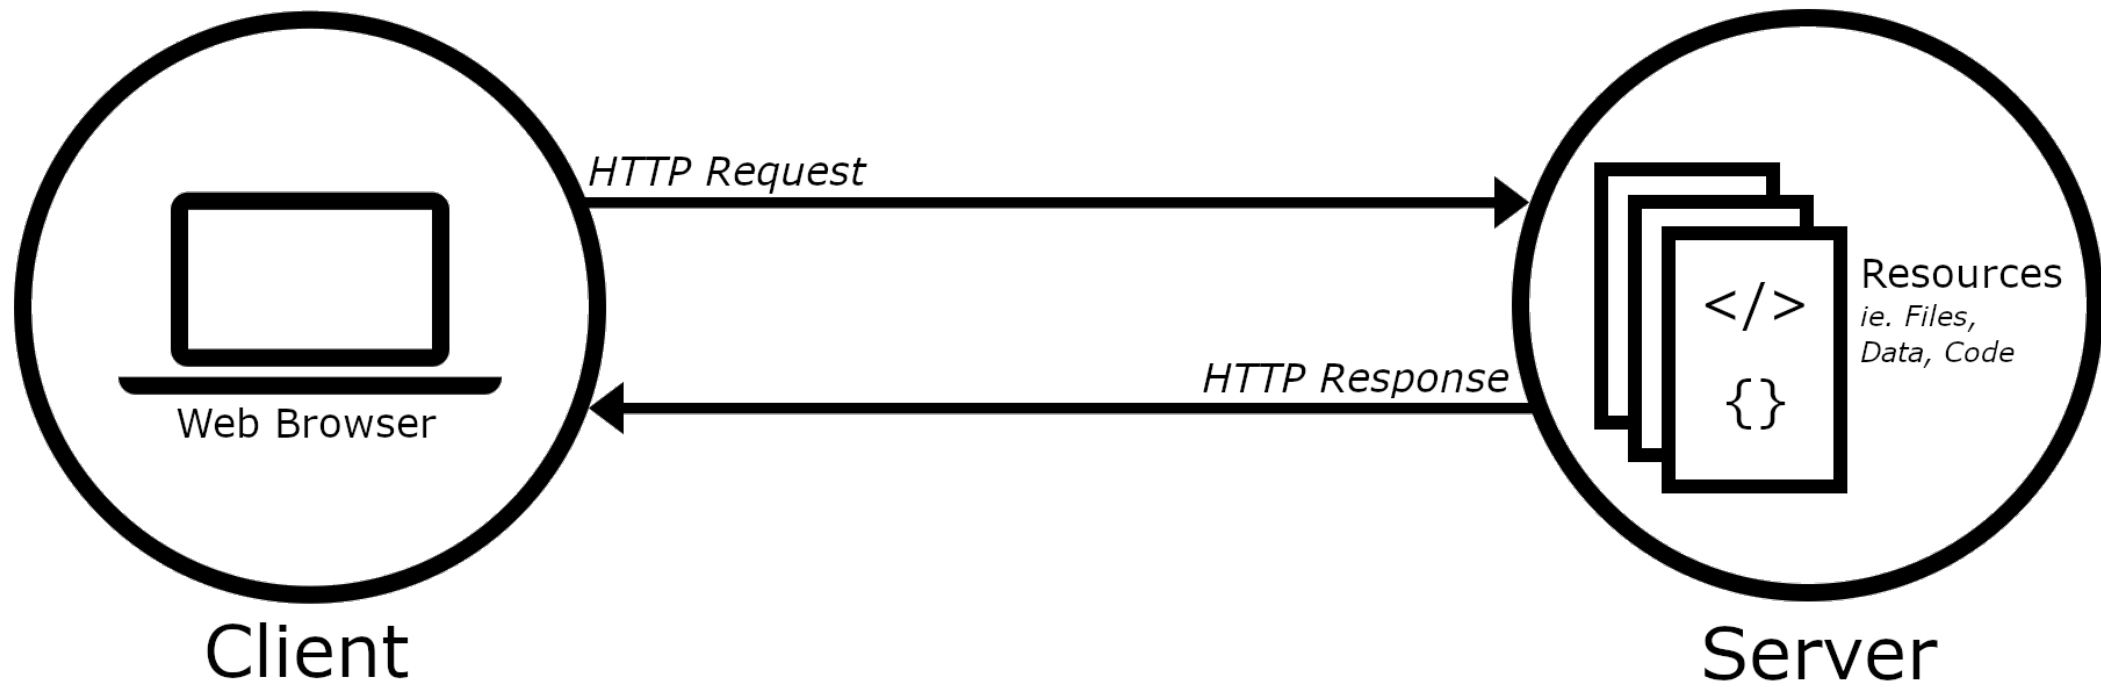 HTTP Request
Web Browser
HTTP Response
</>
{}
Resources
ie. Files,
Data, Code
Client
Server